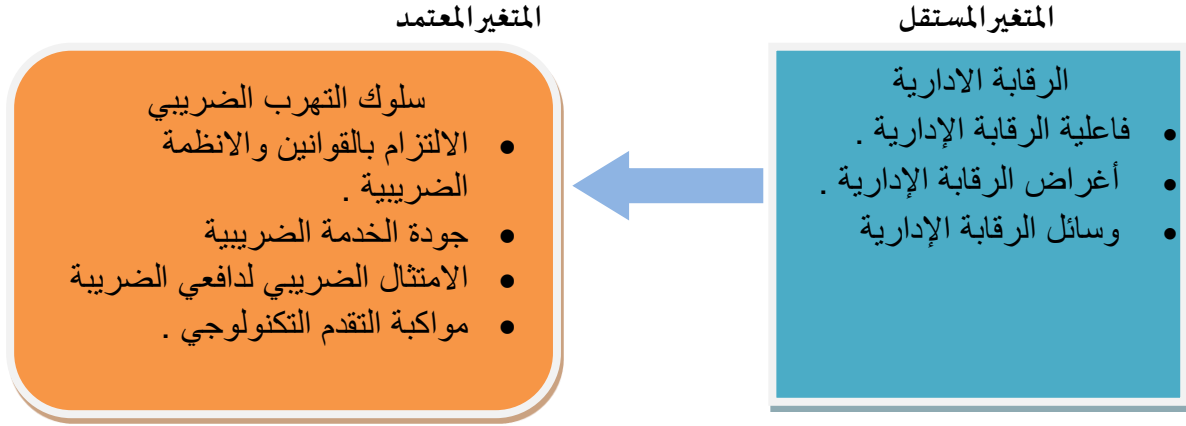 المتغير المستقل
الرقابة الادارية
• فاعلية الرقابة الإدارية .
• أغراض الرقابة الإدارية .
• وسائل الرقابة الإدارية
المتغير المعتمد
سلوك التهرب الضريبي
• الالتزام بالقوانين والانظمة
الضريبية .
• جودة الخدمة الضريبية
• الامتثال الضريبي لدافعي الضريبة
• مواكبة التقدم التكنولوجي .